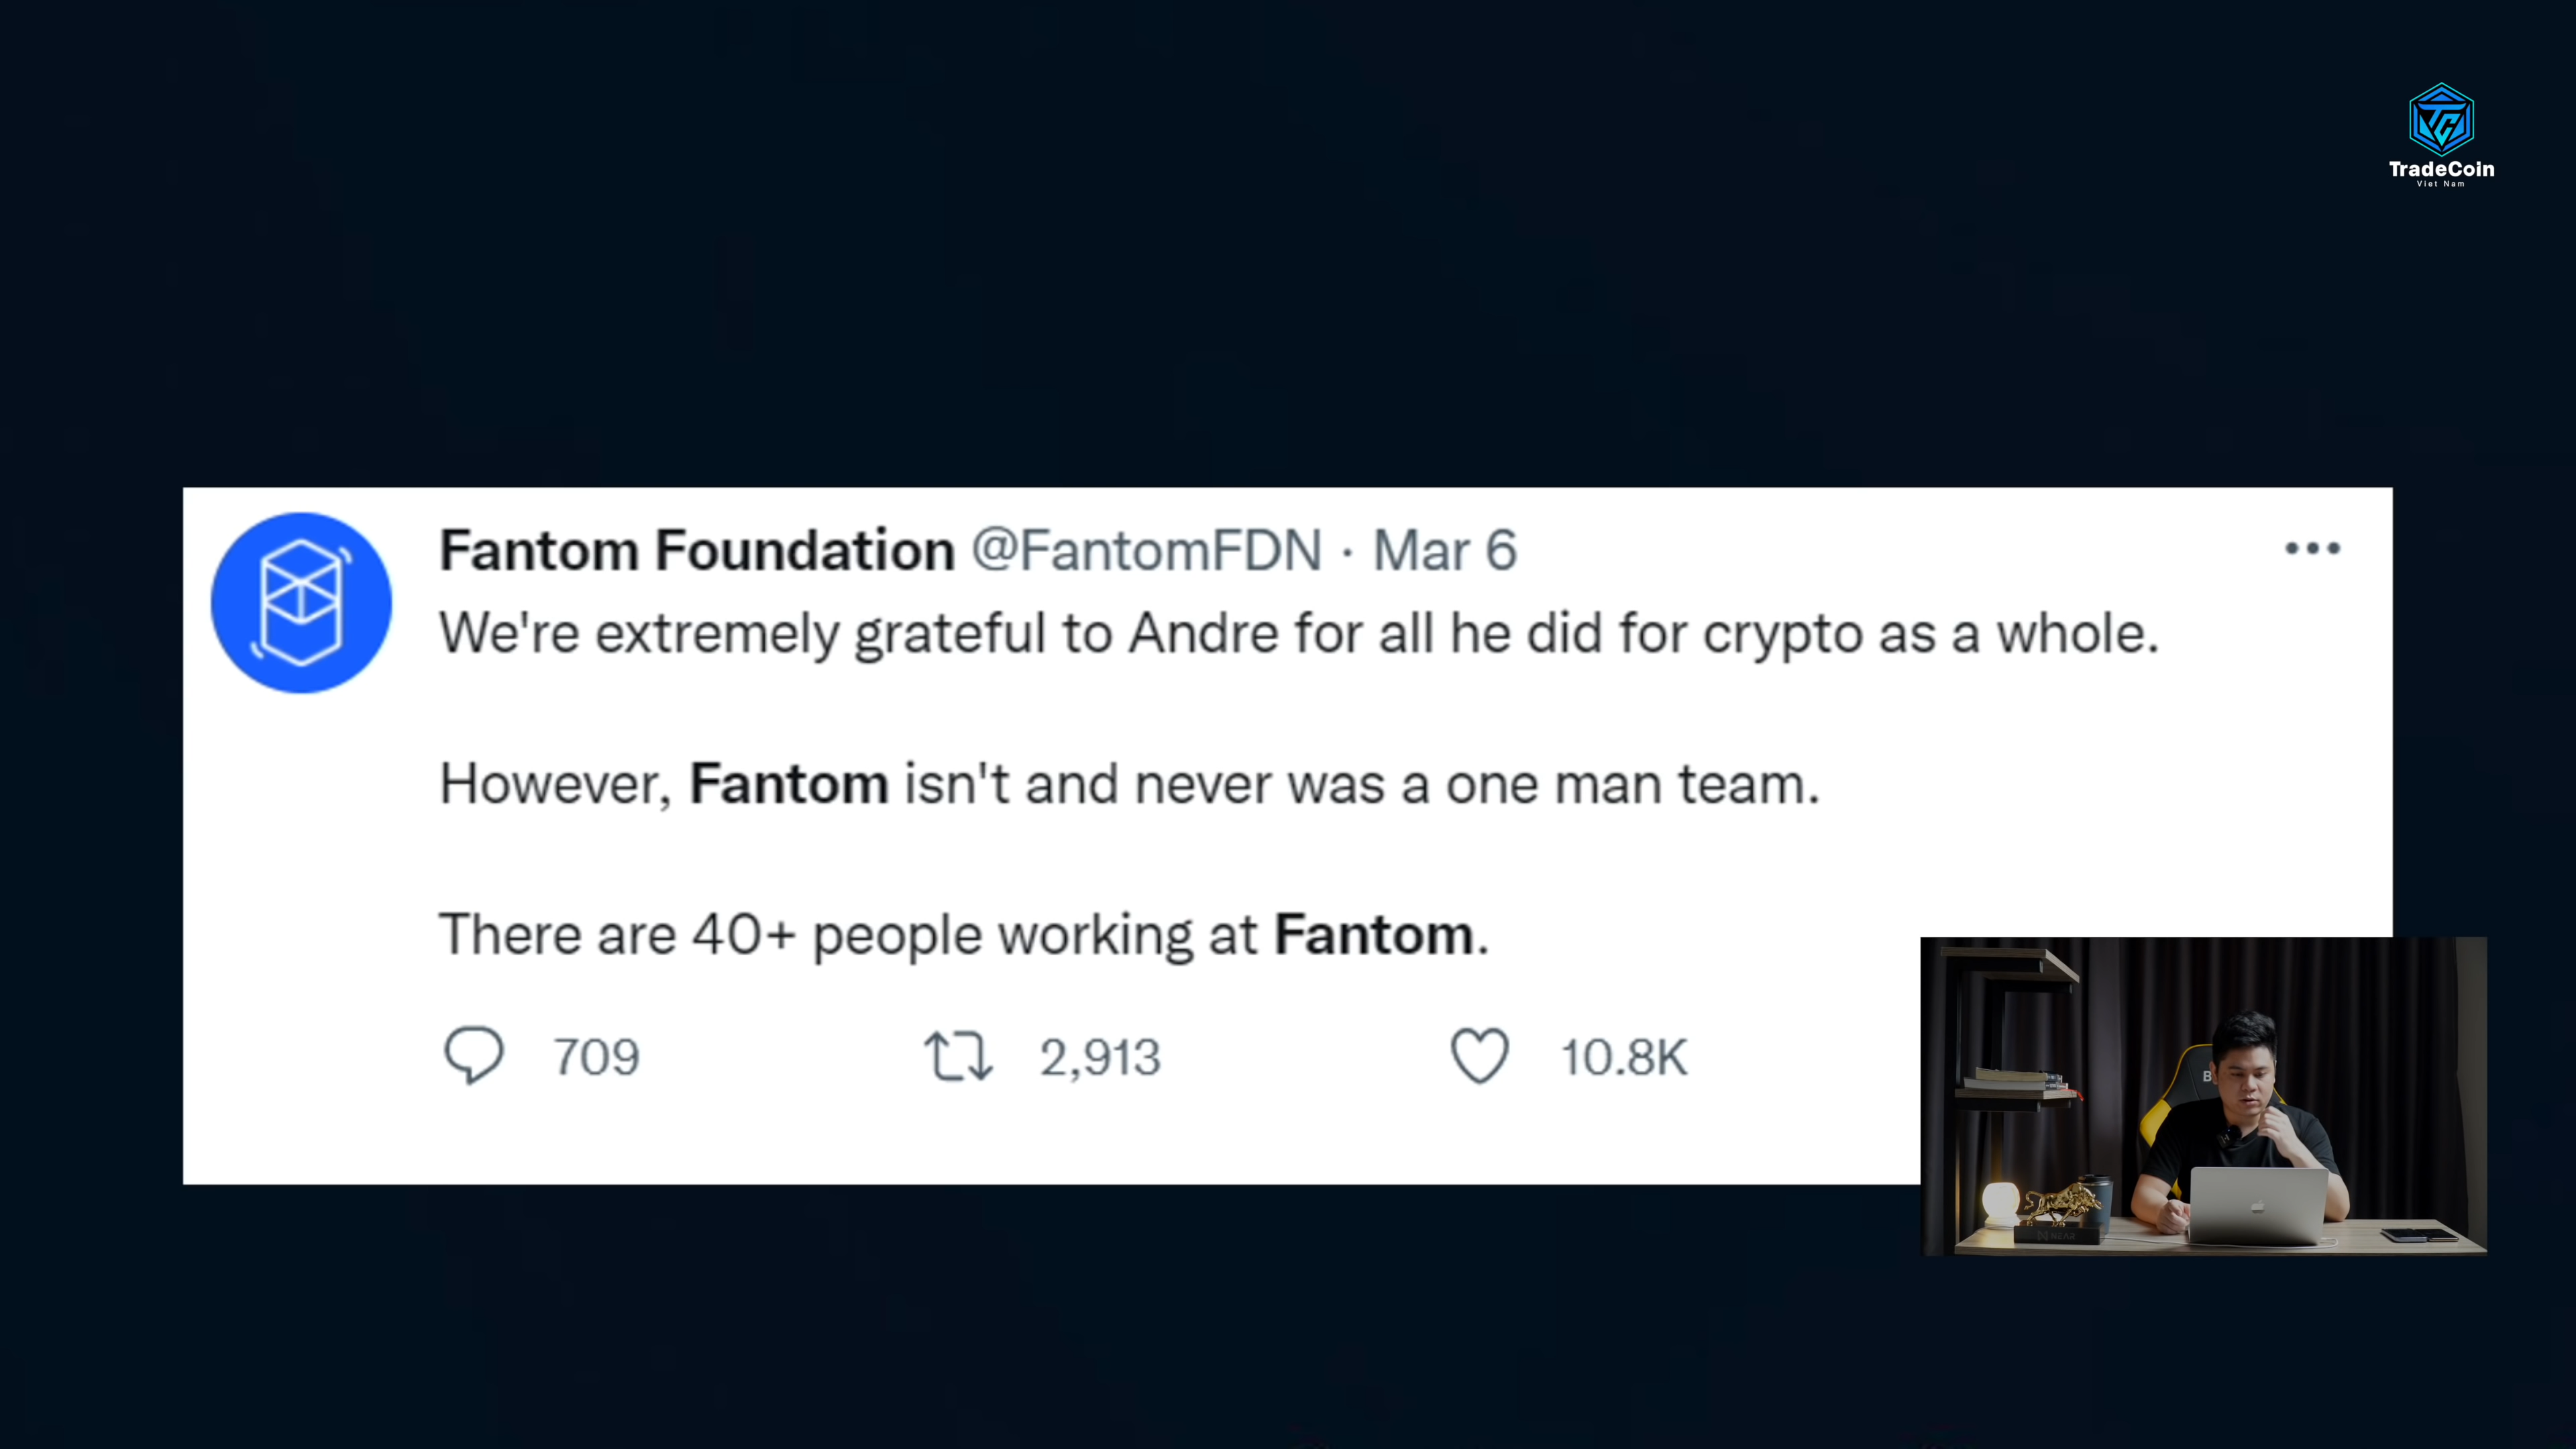 TradeCoin
Viet Nam
Fantom Foundation @FantomFDN · Mar 6
We're extremely grateful to Andre for all he did for crypto as a whole.
However, Fantom isn't and never was a one man team.
There are 40+ people working at Fantom.
709 2,913 10.8K
B
NEAR